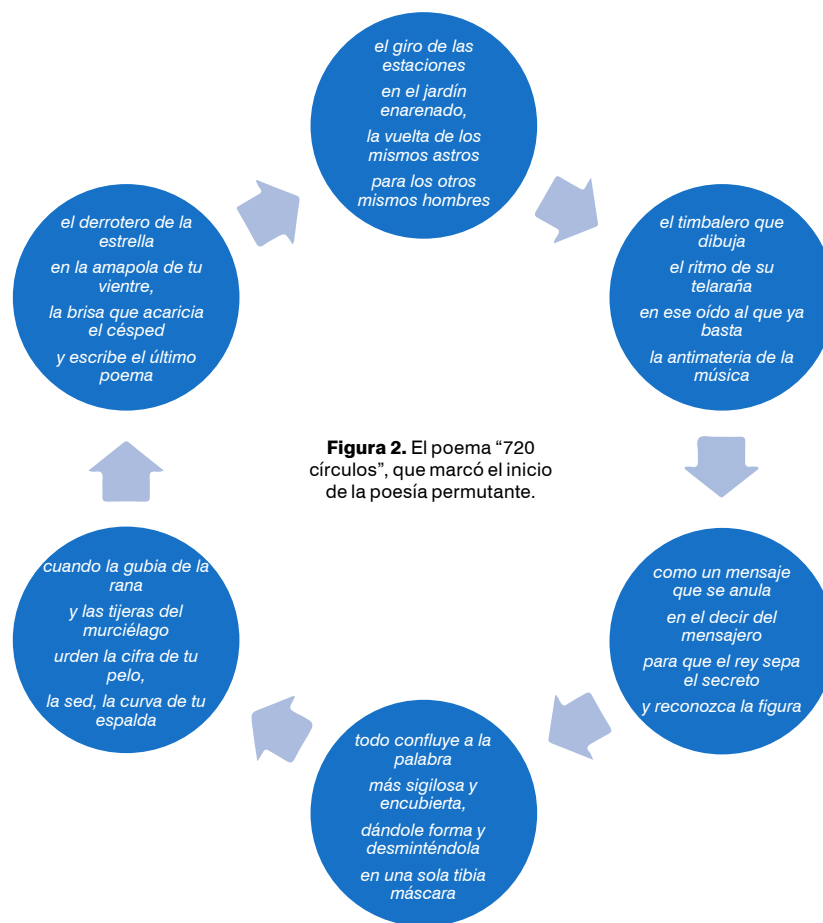 el giro de las
estaciones
en el jardín
enarenado,
la vuelta de los
mismos astros
para los otros
mismos hombres
el timbalero que
dibuja
el ritmo de su
telaraña
en ese oído al que ya
basta
la antimateria de la
música
como un mensaje
que se anula
en el decir del
mensajero
para que el rey sepa
el secreto
y reconozca la figura
todo confluye a la
palabra
más sigilosa y
encubierta,
dándole forma y
desminténdola
en una sola tibia
máscara
cuando la gubia de la
rana
y las tijeras del
murciélago
urden la cifra de tu
pelo,
la sed, la curva de tu
espalda
el derrotero de la
estrella
en la amapola de tu
vientre,
la brisa que acaricia
el césped
y escribe el último
poema
Figura 2. El poema “720
círculos”, que marcó el inicio
de la poesía permutante.